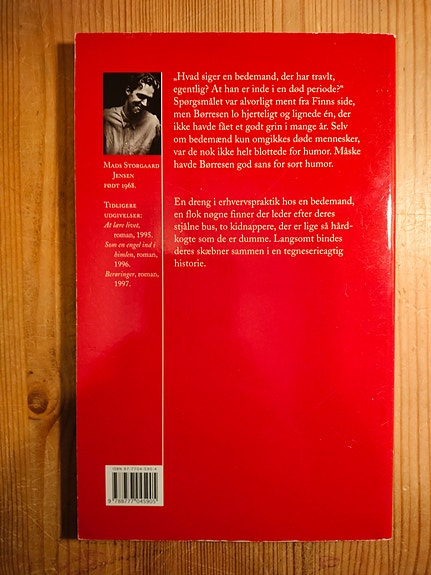 „Hvad siger en bedemand, der har travlt,
egentlig? At han er inde i en død periode?"
Spørgsmålet var alvorligt ment fra Finns side,
men Børresen lo hjerteligt og lignede én, der
ikke havde fået et godt grin i mange år. Selv
om bedemænd kun omgikkes døde mennesker,
var de nok ikke helt blottede for humor. Måske
havde Børresen god sans for sort humor.
En dreng i erhvervspraktik hos en bedemand,
en flok nøgne finner der leder efter deres
stjålne bus, to kidnappere, der er lige så hård-
kogte som de er dumme. Langsomt bindes
deres skæbner sammen i en tegneserieagtig
historie.
Mads Storgaard
Jensen
født 1968.
Tidligere
udgivelser:
At lære livet,
roman, 1995.
Som en engel ind i
himlen, roman,
1996.
Berøringer, roman,
1997.
9 788777 045905